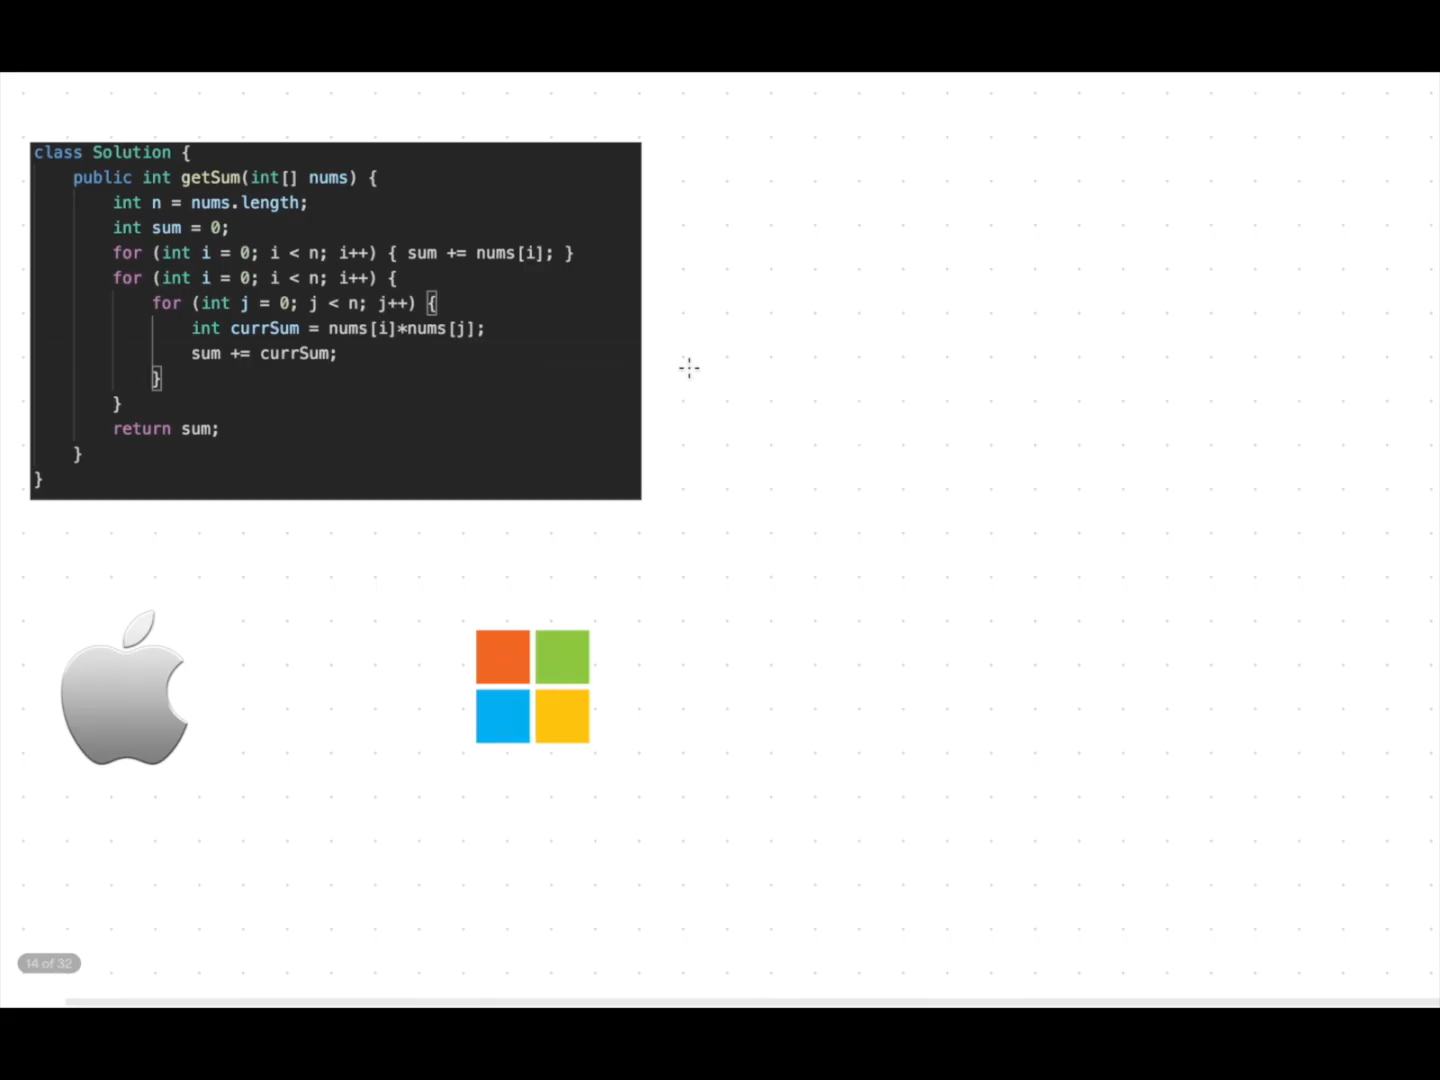 class Solution {
    public int getSum(int[] nums) {
        int n = nums.length;
        int sum = 0;
        for (int i = 0; i < n; i++) { sum += nums[i]; }
        for (int i = 0; i < n; i++) {
            for (int j = 0; j < n; j++) {
                int currSum = nums[i]*nums[j];
                sum += currSum;
            }
        }
        return sum;
    }
}
14 of 32